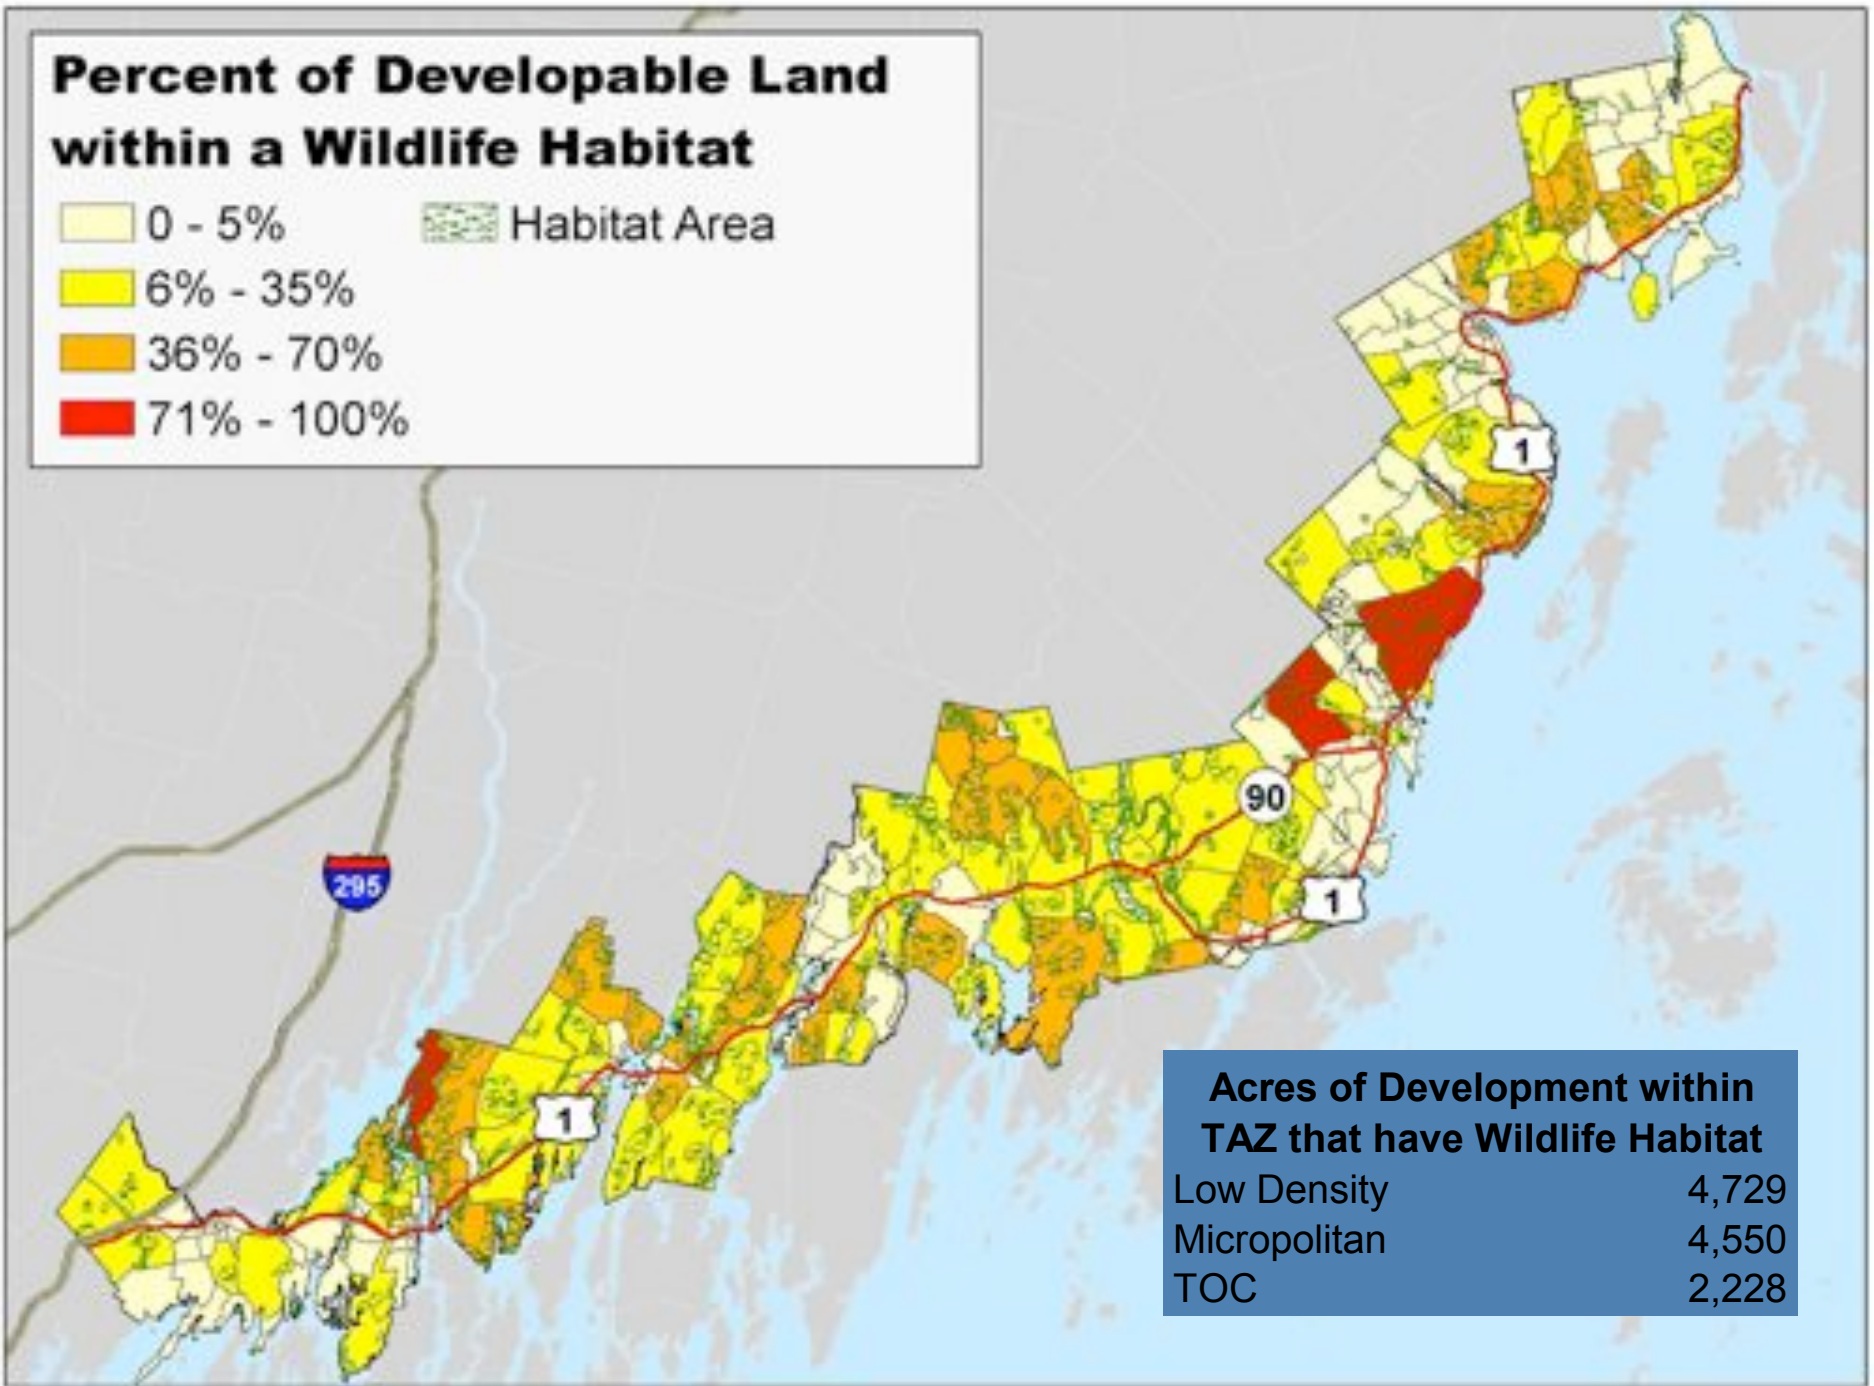 Percent of Developable Land
within a Wildlife Habitat
0 - 5%
Habitat Area
6% - 35%
36% - 70%
71% - 100%
1
90
295
1
1
Acres of Development within
TAZ that have Wildlife Habitat
Low Density 4,729
Micropolitan 4,550
TOC 2,228